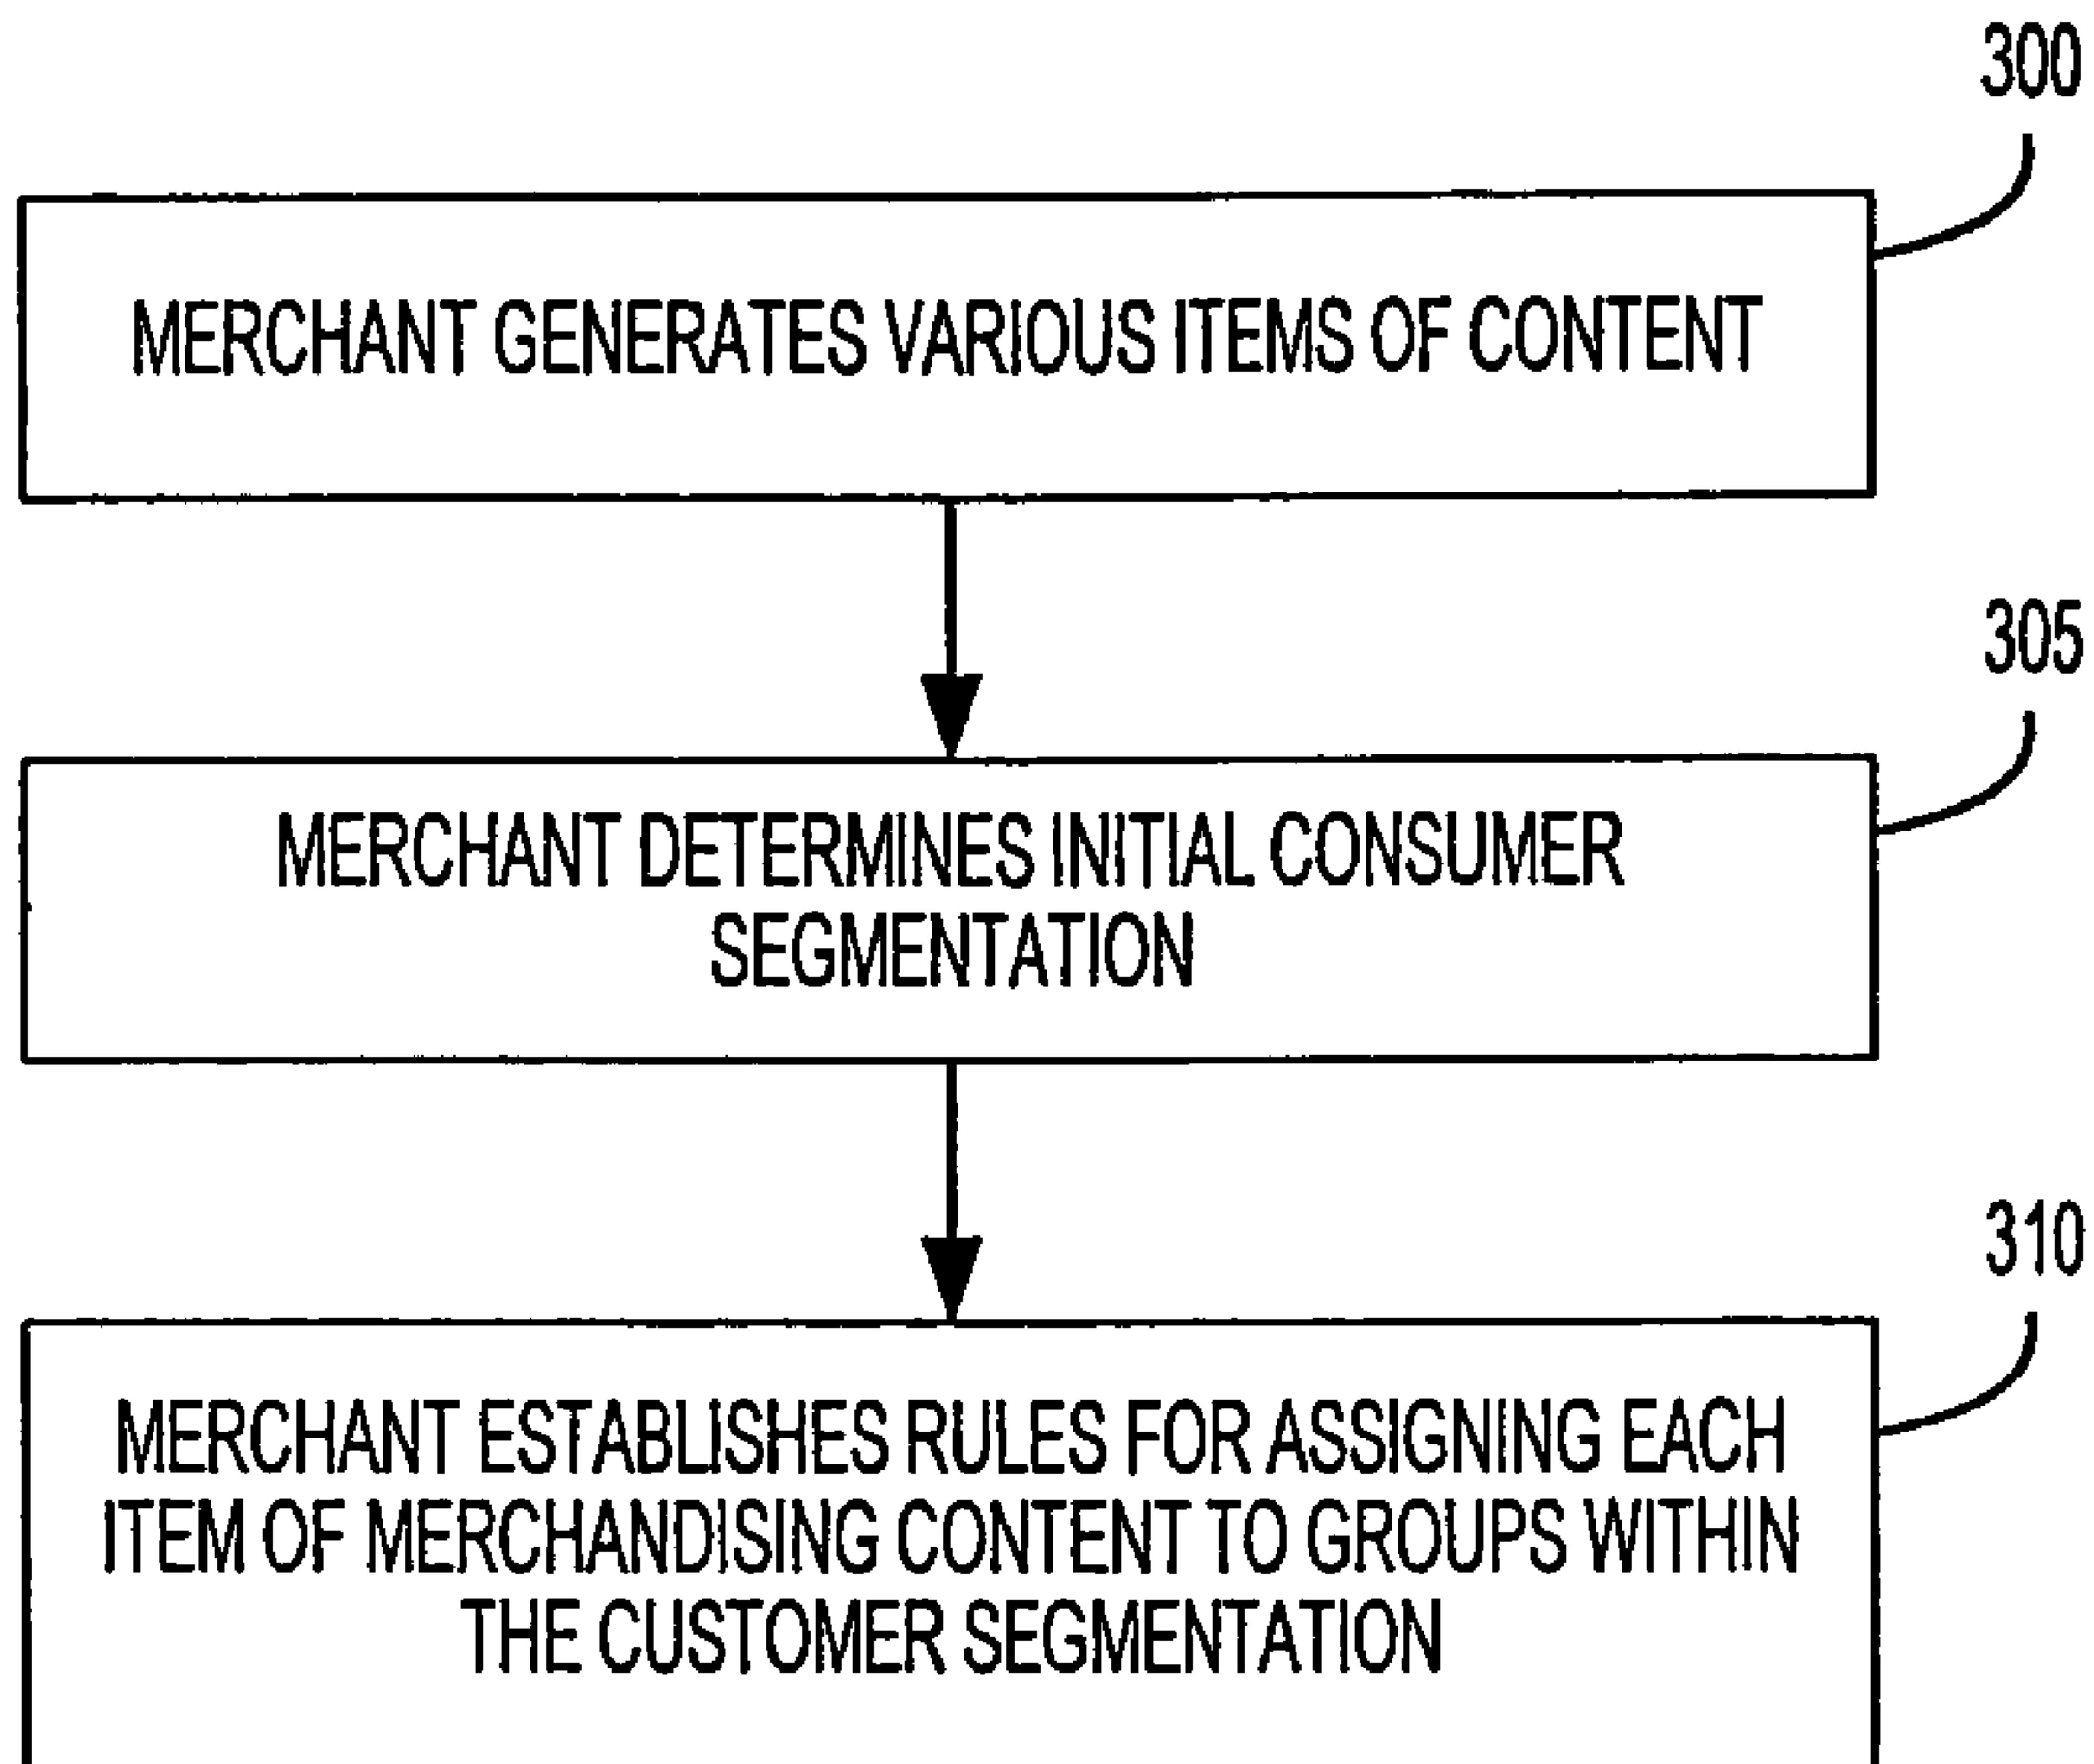 300
MERCHANT GENERATES VARIOUS ITEMS OF CONTENT
305
MERCHANT DETERMINES INITIAL CONSUMER
SEGMENTATION
310
MERCHANT ESTABLISHES RULES FOR ASSIGNING EACH
ITEM OF MERCHANDISING CONTENT TO GROUPS WITHIN
THE CUSTOMER SEGMENTATION